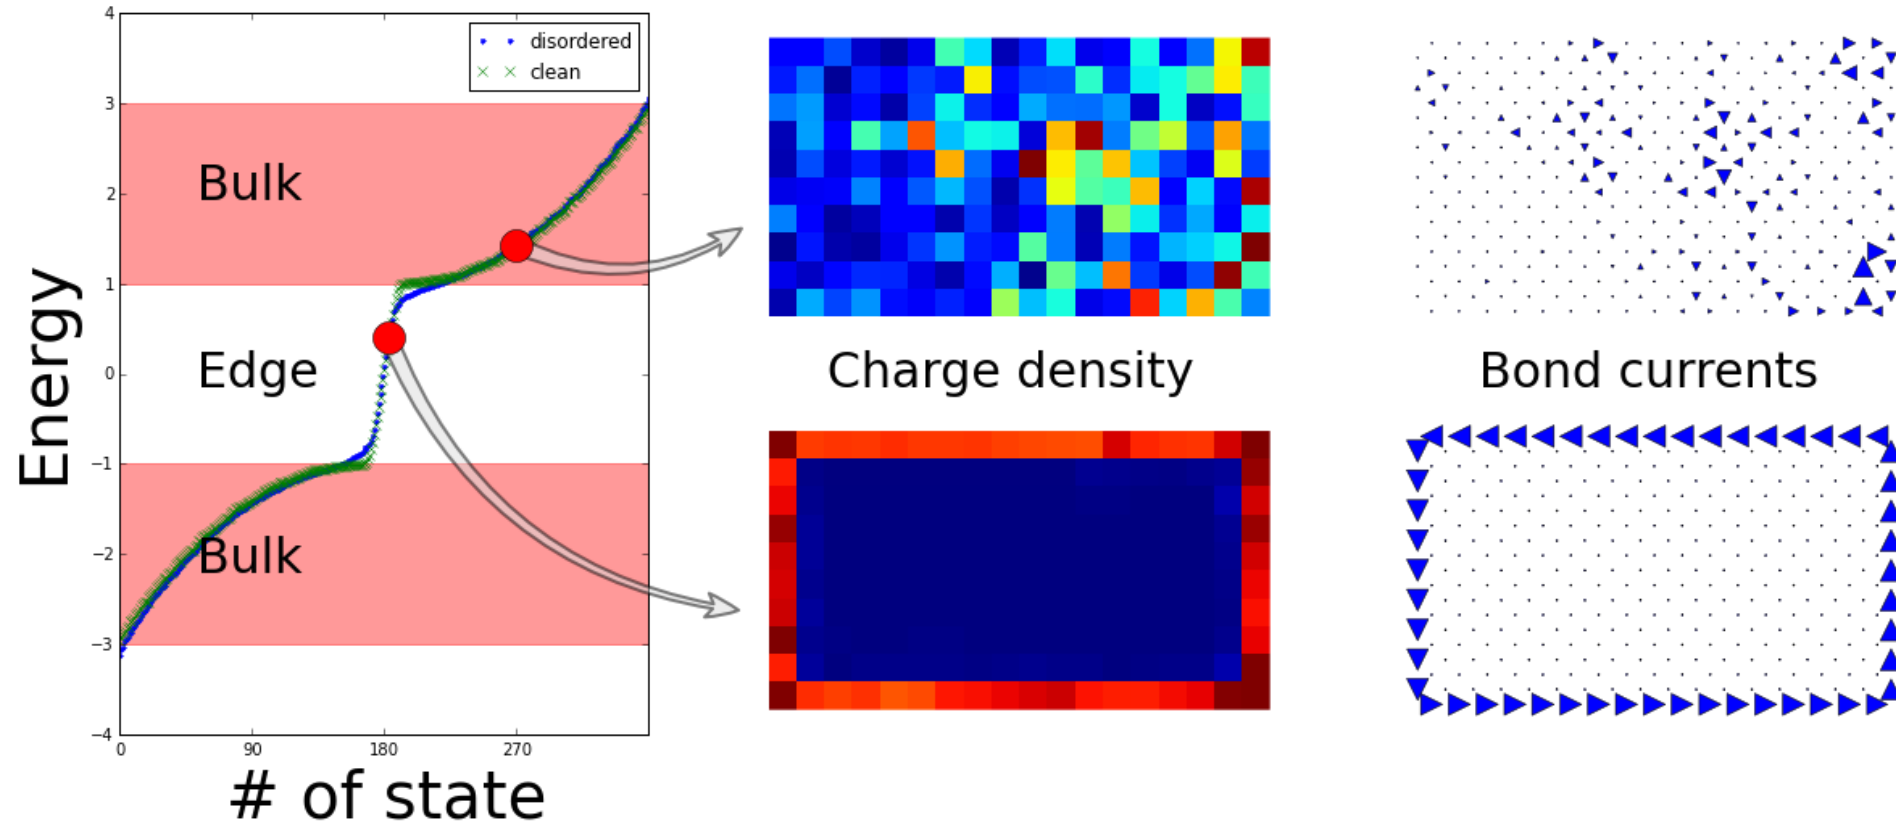 4
disordered
clean
3
Bulk
2
1
Energy
Edge
0
Charge density
Bond currents
−1
Bulk
−2
−3
−4
0 90 180 270
# of state